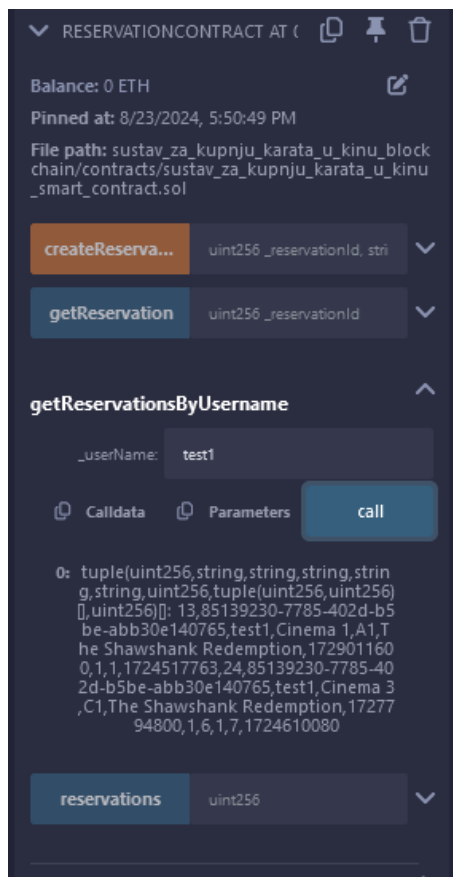 RESERVATIONCONTRACT AT (
Balance: 0 ETH
Pinned at: 8/23/2024, 5:50:49 PM
File path: sustav_za_kupnju_karata_u_kinu_block
chain/contracts/sustav_za_kupnju_karata_u_kinu
_smart_contract.sol
createReserva... uint256 _reservationId, stri
getReservation uint256 _reservationId
getReservationsByUsername
_userName: test1
Calldata Parameters call
0: tuple(uint256,string,string,string,strin
g,string,uint256,tuple(uint256,uint256)
[],uint256)[]: 13,85139230-7785-402d-b5
be-abb30e140765,test1,Cinema 1,A1,T
he Shawshank Redemption,172901160
0,1,1,1724517763,24,85139230-7785-40
2d-b5be-abb30e140765,test1,Cinema 3
,C1,The Shawshank Redemption,17277
94800,1,6,1,7,1724610080
reservations uint256